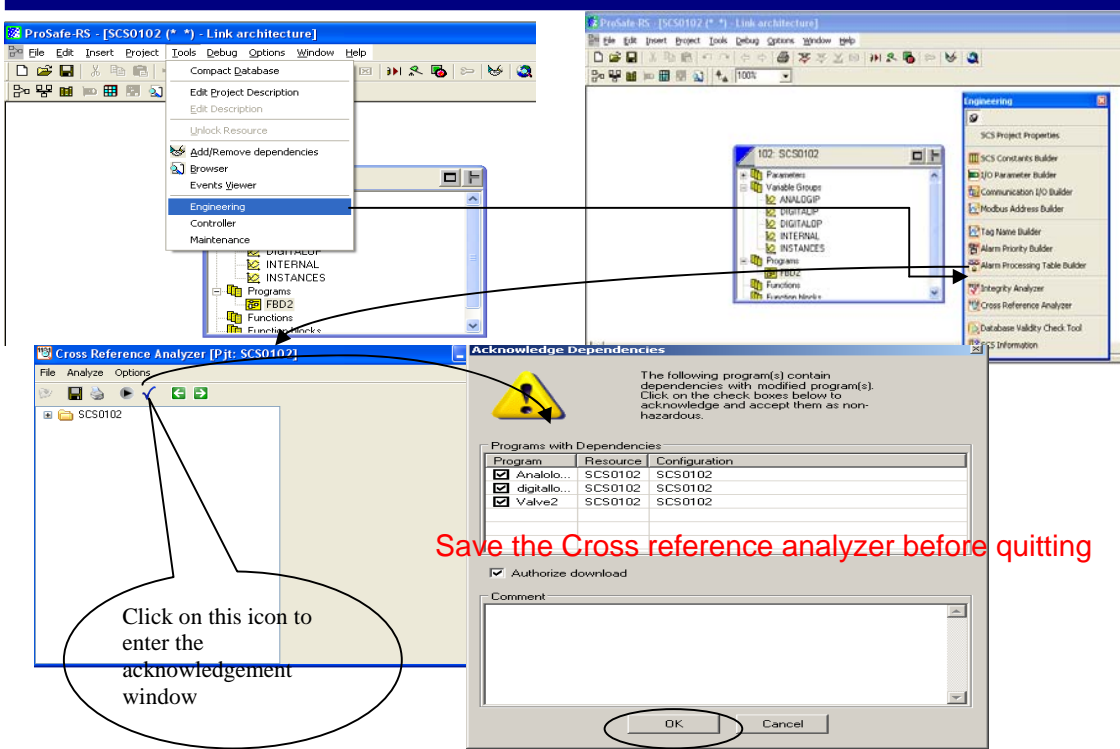 ProSafe-RS - [SCS0102 (* *) - Link architecture]
File Edit Insert Project Tools Debug Options Window Help
Compact Database
Edit Project Description
Edit Description
Unlock Resource
Add/Remove dependencies
Browser
Events Viewer
Engineering
Controller
Maintenance
DIGITALOP
INTERNAL
INSTANCES
Programs
FBD2
Functions
Function blocks
ProSafe-RS - [SCS0102 (* *) - Link architecture]
File Edit Insert Project Tools Debug Options Window Help
100%
102: SCS0102
Parameters
Variable Groups
ANALOGIP
DIGITALIP
DIGITALOP
INTERNAL
INSTANCES
Programs
FBD2
Functions
Function blocks
Engineering
SCS Project Properties
SCS Constants Builder
I/O Parameter Builder
Communication I/O Builder
Modbus Address Builder
Tag Name Builder
Alarm Priority Builder
Alarm Processing Table Builder
Integrity Analyzer
Cross Reference Analyzer
Database Validity Check Tool
SCS Information
Cross Reference Analyzer [Pjt: SCS0102]
File Analyze Options
SCS0102
Click on this icon to
enter the
acknowledgement
window
Acknowledge Dependencies
The following program(s) contain
dependencies with modified program(s).
Click on the check boxes below to
acknowledge and accept them as non-
hazardous.
Programs with Dependencies
Program Resource Configuration
Analolo... SCS0102 SCS0102
digitallo... SCS0102 SCS0102
Valve2 SCS0102 SCS0102
Save the Cross reference analyzer before quitting
Authorize download
Comment
OK Cancel